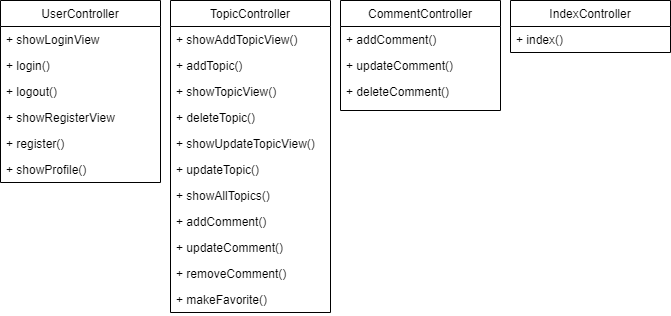 UserController
+ showLoginView
+ login()
+ logout()
+ showRegisterView
+ register()
+ showProfile()
TopicController
+ showAddTopicView()
+ addTopic()
+ showTopicView()
+ deleteTopic()
+ showUpdateTopicView()
+ updateTopic()
+ showAllTopics()
+ addComment()
+ updateComment()
+ removeComment()
+ makeFavorite()
CommentController
+ addComment()
+ updateComment()
+ deleteComment()
IndexController
+ index()